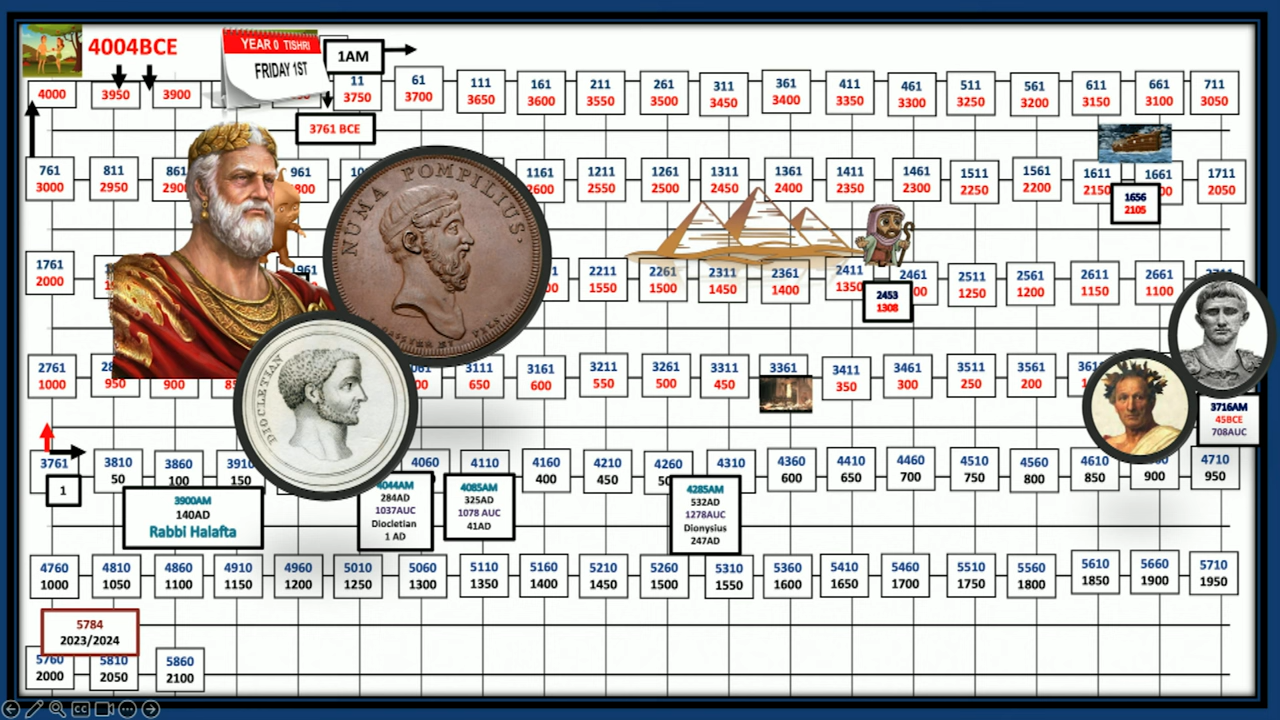 4004BCE
YEAR 0 TISHRI
FRIDAY 1ST
1AM
11 61 111 161 211 261 311 361 411 461 511 561 611 661 711
4000 3950 3900 3750 3700 3650 3600 3550 3500 3450 3400 3350 3300 3250 3200 3150 3100 3050
3761 BCE
761 811 861 961 1161 1211 1261 1311 1361 1411 1461 1511 1561 1611 1661 1711
3000 2950 2600 2550 2500 2450 2400 2350 2300 2250 2200 2150 2050
1656
2105
NUMA POMPILIUS.
1761 1961 2211 2261 2311 2361 2411 2461 2511 2561 2611 2661
2000 1550 1500 1450 1400 1350 1250 1200 1150 1100
2453
1308
2761 3111 3161 3211 3261 3311 3361 3411 3461 3511 3561
1000 950 900 650 600 550 500 450 350 300 250 200
DIOCLETIAN
3716AM
45BCE
708AUC
3761 3810 3860 3910 4060 4110 4160 4210 4260 4310 4360 4410 4460 4510 4560 4610 4710
50 100 150 400 450 600 650 700 750 800 850 900 950
1
3900AM
140AD
Rabbi Halafta
4044AM
284AD
1037AUC
Diocletian
1 AD
4085AM
325AD
1078 AUC
41AD
4285AM
532AD
1278AUC
Dionysius
247AD
4760 4810 4860 4910 4960 5010 5060 5110 5160 5210 5260 5310 5360 5410 5460 5510 5560 5610 5660 5710
1000 1050 1100 1150 1200 1250 1300 1350 1400 1450 1500 1550 1600 1650 1700 1750 1800 1850 1900 1950
5784
2023/2024
5760 5810 5860
2000 2050 2100
CC